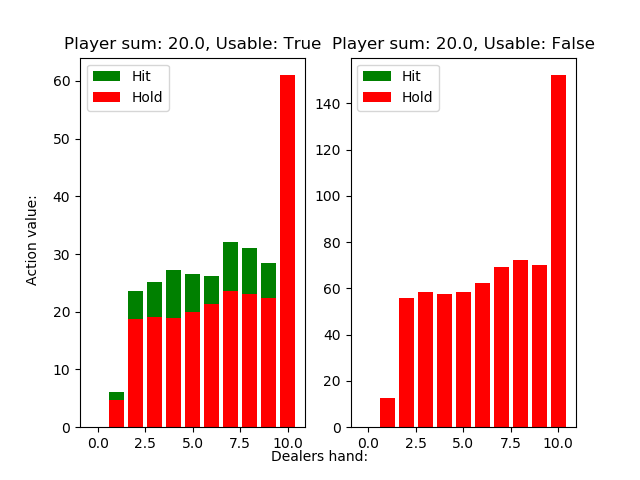 Player sum: 20.0, Usable: True
Player sum: 20.0, Usable: False
Hit
Hold
Hit
Hold
Action value:
60
50
40
30
20
10
0
0.0 2.5 5.0 7.5 10.0
140
120
100
80
60
40
20
0
0.0 2.5 5.0 7.5 10.0
Dealers hand: